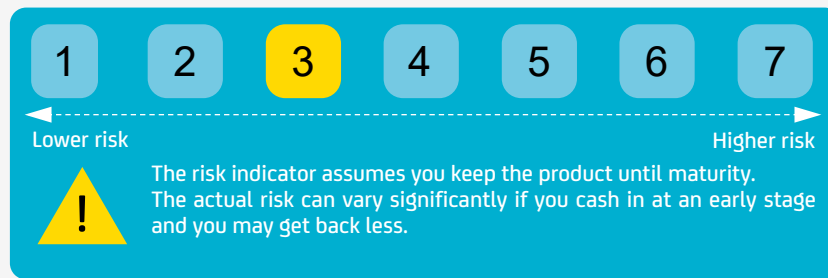 1 2 3 4 5 6 7
Lower risk Higher risk
!
The risk indicator assumes you keep the product until maturity.
The actual risk can vary significantly if you cash in at an early stage
and you may get back less.